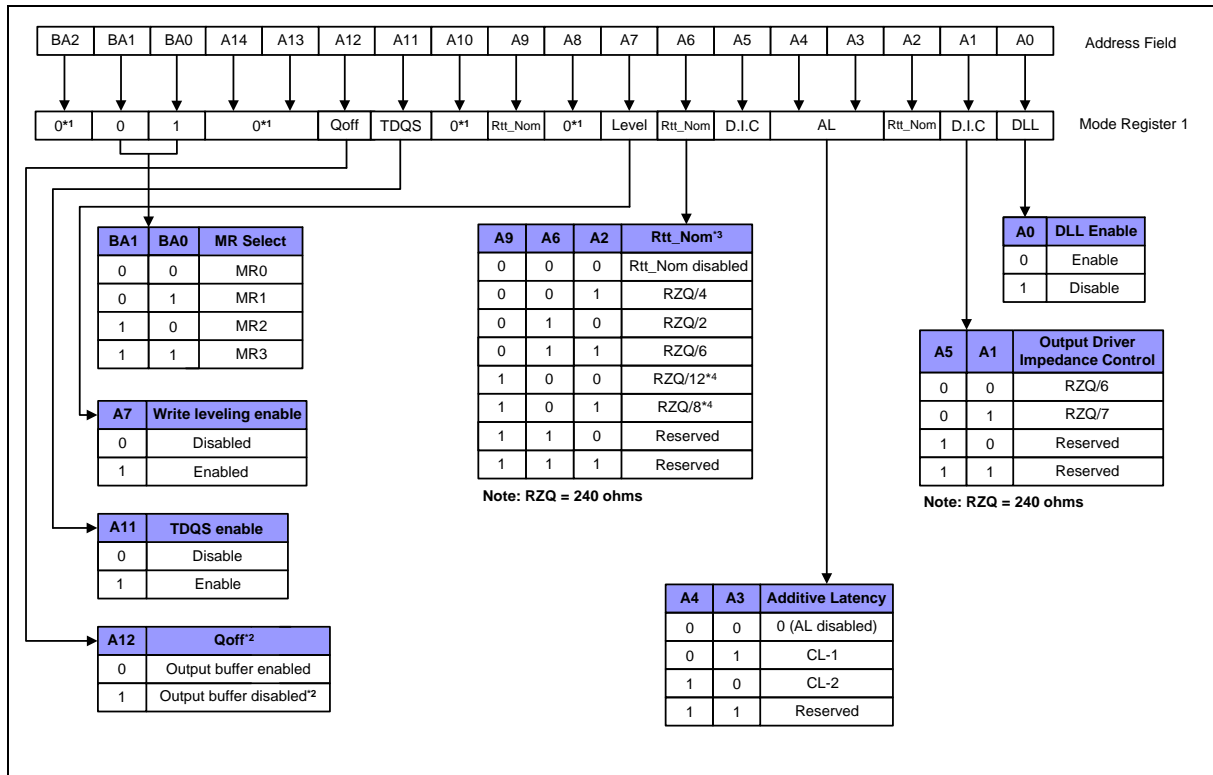 BA2 BA1 BA0 A14 A13 A12 A11 A10 A9 A8 A7 A6 A5 A4 A3 A2 A1 A0 Address Field
0*1 0 1 0*1 Qoff TDQS 0*1 Rtt_Nom 0*1 Level Rtt_Nom D.I.C AL Rtt_Nom D.I.C DLL Mode Register 1
BA1 BA0 MR Select
0 0 MR0
0 1 MR1
1 0 MR2
1 1 MR3
A7 Write leveling enable
0 Disabled
1 Enabled
A11 TDQS enable
0 Disable
1 Enable
A12 Qoff*2
0 Output buffer enabled
1 Output buffer disabled*2
A9 A6 A2 Rtt_Nom*3
0 0 0 Rtt_Nom disabled
0 0 1 RZQ/4
0 1 0 RZQ/2
0 1 1 RZQ/6
1 0 0 RZQ/12*4
1 0 1 RZQ/8*4
1 1 0 Reserved
1 1 1 Reserved
Note: RZQ = 240 ohms
A4 A3 Additive Latency
0 0 0 (AL disabled)
0 1 CL-1
1 0 CL-2
1 1 Reserved
A0 DLL Enable
0 Enable
1 Disable
A5 A1 Output Driver
Impedance Control
0 0 RZQ/6
0 1 RZQ/7
1 0 Reserved
1 1 Reserved
Note: RZQ = 240 ohms